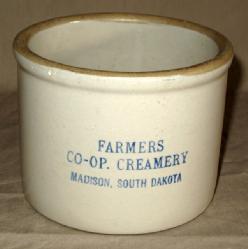 FARMERS
CO-OP. CREAMERY
MADISON, SOUTH DAKOTA